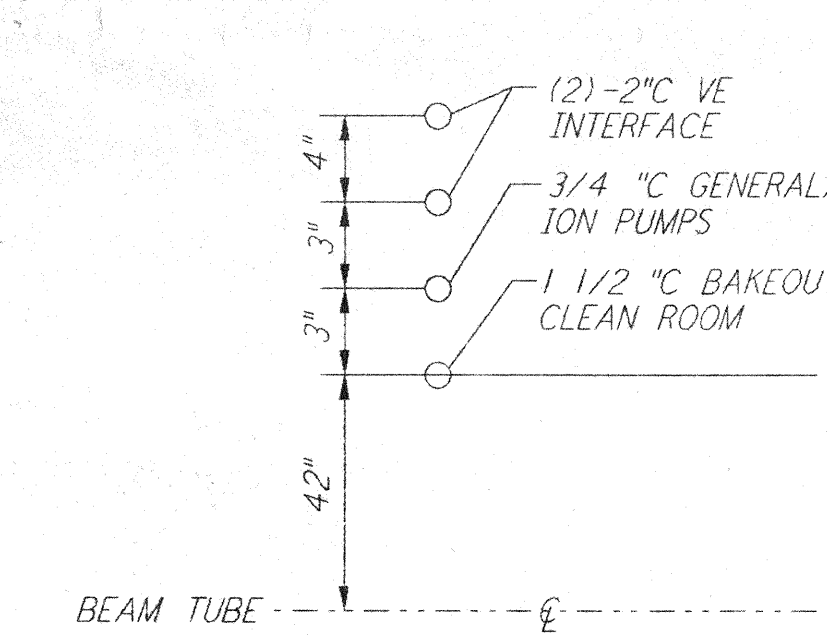 (2)-2"C VE
INTERFACE
4"
3/4 "C GENERAL,
ION PUMPS
3"
1 1/2 "C BAKEOU
CLEAN ROOM
3"
42"
BEAM TUBE
℄